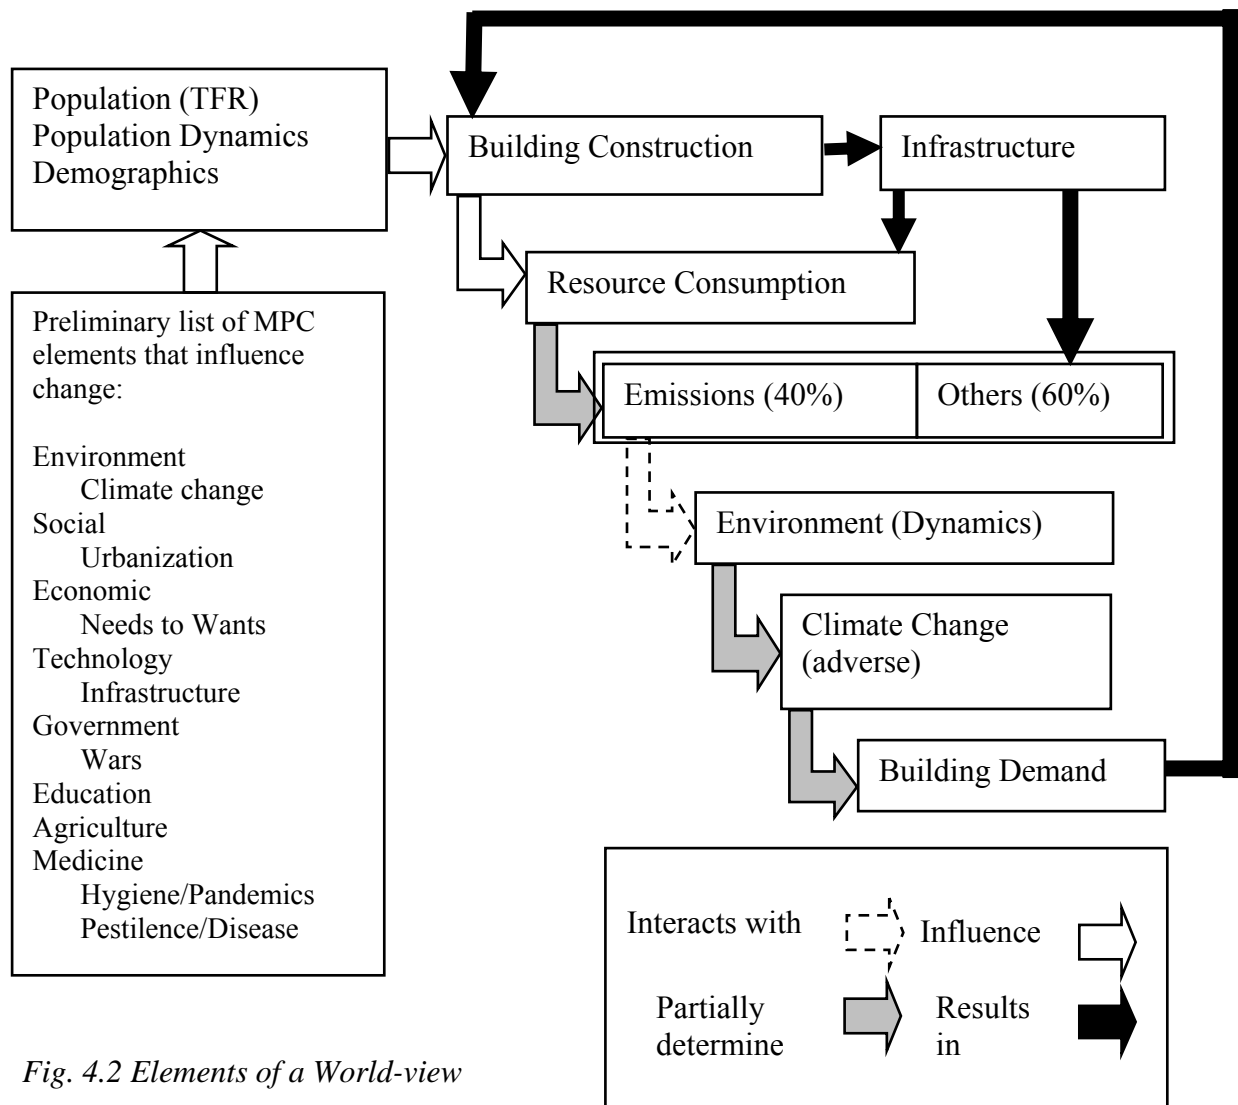 Population (TFR)
Population Dynamics
Demographics
Building Construction
Infrastructure
Resource Consumption
Emissions (40%)
Others (60%)
Environment (Dynamics)
Climate Change
(adverse)
Building Demand
Preliminary list of MPC
elements that influence
change:
Environment
Climate change
Social
Urbanization
Economic
Needs to Wants
Technology
Infrastructure
Government
Wars
Education
Agriculture
Medicine
Hygiene/Pandemics
Pestilence/Disease
Interacts with
Influence
Partially
determine
Results
in
Fig. 4.2 Elements of a World-view